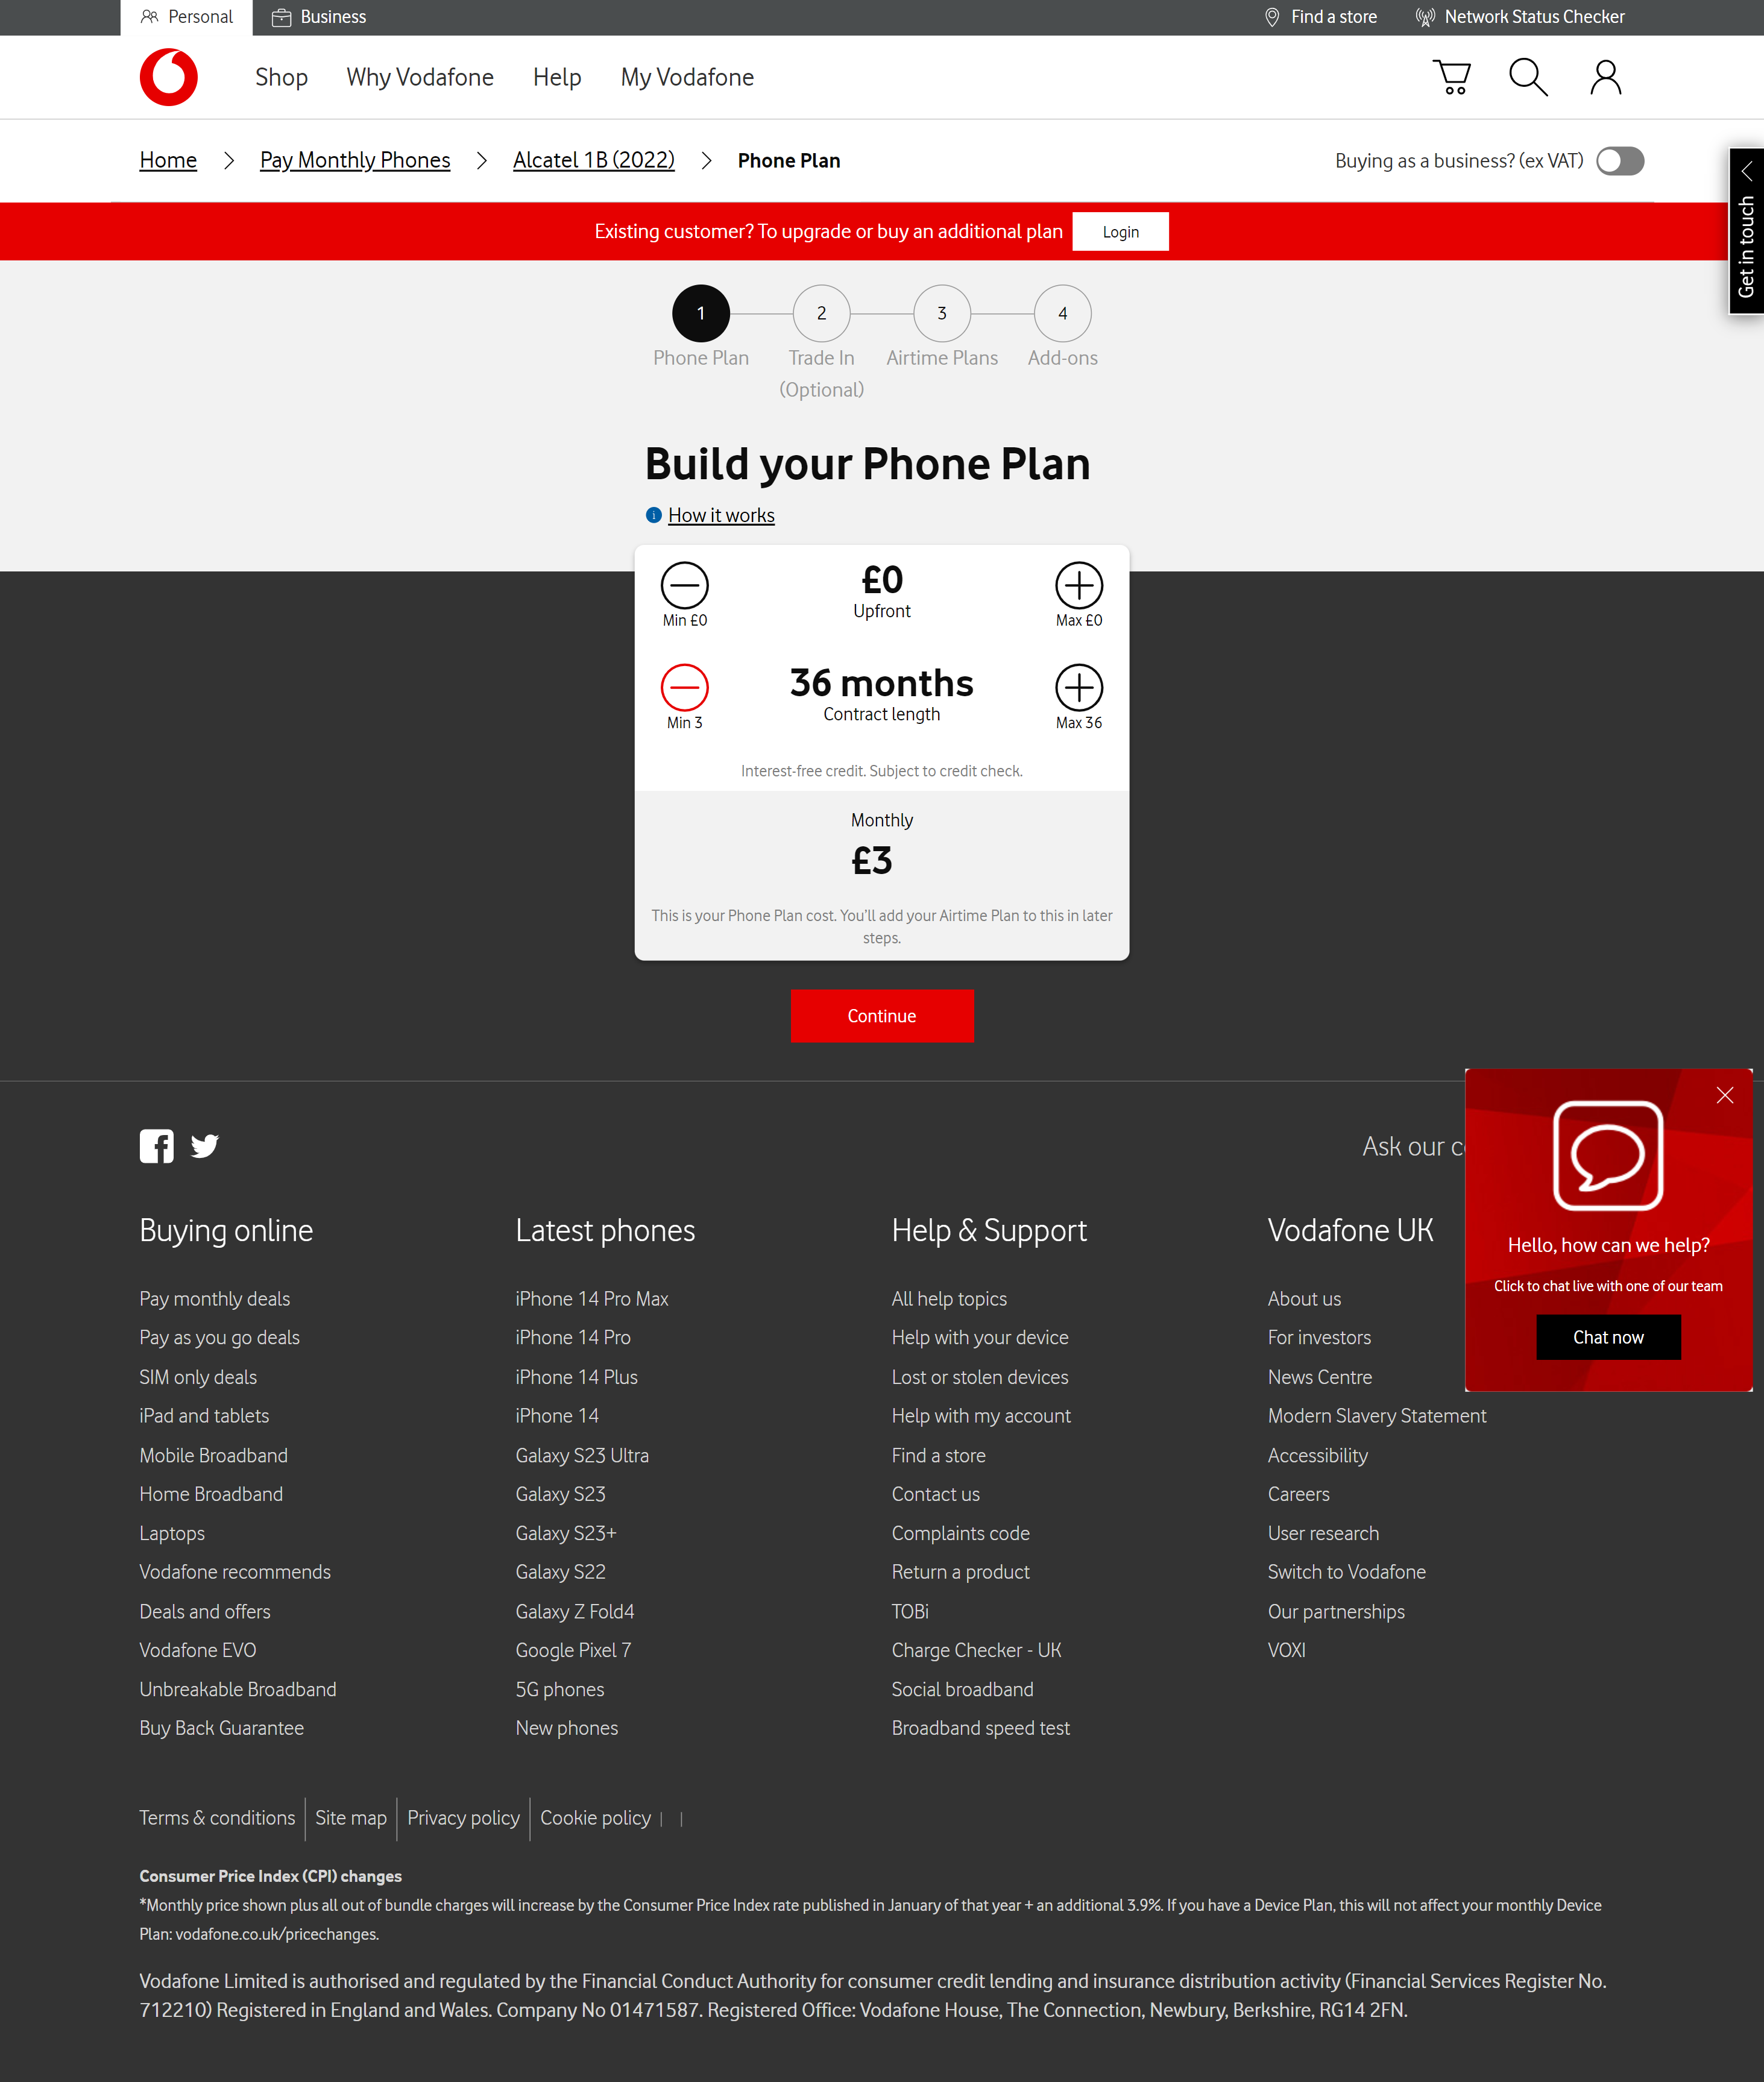 Personal
Business
Find a store
Network Status Checker
Shop
Why Vodafone
Help
My Vodafone
Home
Pay Monthly Phones
Alcatel 1B (2022)
Phone Plan
Buying as a business? (ex VAT)
Get in touch
Existing customer? To upgrade or buy an additional plan
Login
1
2
3
4
Phone Plan
Trade In
(Optional)
Airtime Plans
Add-ons
Build your Phone Plan
How it works
£0
Upfront
Min £0
Max £0
36 months
Contract length
Min 3
Max 36
Interest-free credit. Subject to credit check.
Monthly
£3
This is your Phone Plan cost. You’ll add your Airtime Plan to this in later
steps.
Continue
Ask our
Hello, how can we help?
Click to chat live with one of our team
Chat now
Buying online
Pay monthly deals
Pay as you go deals
SIM only deals
iPad and tablets
Mobile Broadband
Home Broadband
Laptops
Vodafone recommends
Deals and offers
Vodafone EVO
Unbreakable Broadband
Buy Back Guarantee
Latest phones
iPhone 14 Pro Max
iPhone 14 Pro
iPhone 14 Plus
iPhone 14
Galaxy S23 Ultra
Galaxy S23
Galaxy S23+
Galaxy S22
Galaxy Z Fold4
Google Pixel 7
5G phones
New phones
Help & Support
All help topics
Help with your device
Lost or stolen devices
Help with my account
Find a store
Contact us
Complaints code
Return a product
TOBi
Charge Checker - UK
Social broadband
Broadband speed test
Vodafone UK
About us
For investors
News Centre
Modern Slavery Statement
Accessibility
Careers
User research
Switch to Vodafone
Our partnerships
VOXI
Terms & conditions
Site map
Privacy policy
Cookie policy
Consumer Price Index (CPI) changes
*Monthly price shown plus all out of bundle charges will increase by the Consumer Price Index rate published in January of that year + an additional 3.9%. If you have a Device Plan, this will not affect your monthly Device
Plan: vodafone.co.uk/pricechanges.
Vodafone Limited is authorised and regulated by the Financial Conduct Authority for consumer credit lending and insurance distribution activity (Financial Services Register No.
712210) Registered in England and Wales. Company No 01471587. Registered Office: Vodafone House, The Connection, Newbury, Berkshire, RG14 2FN.